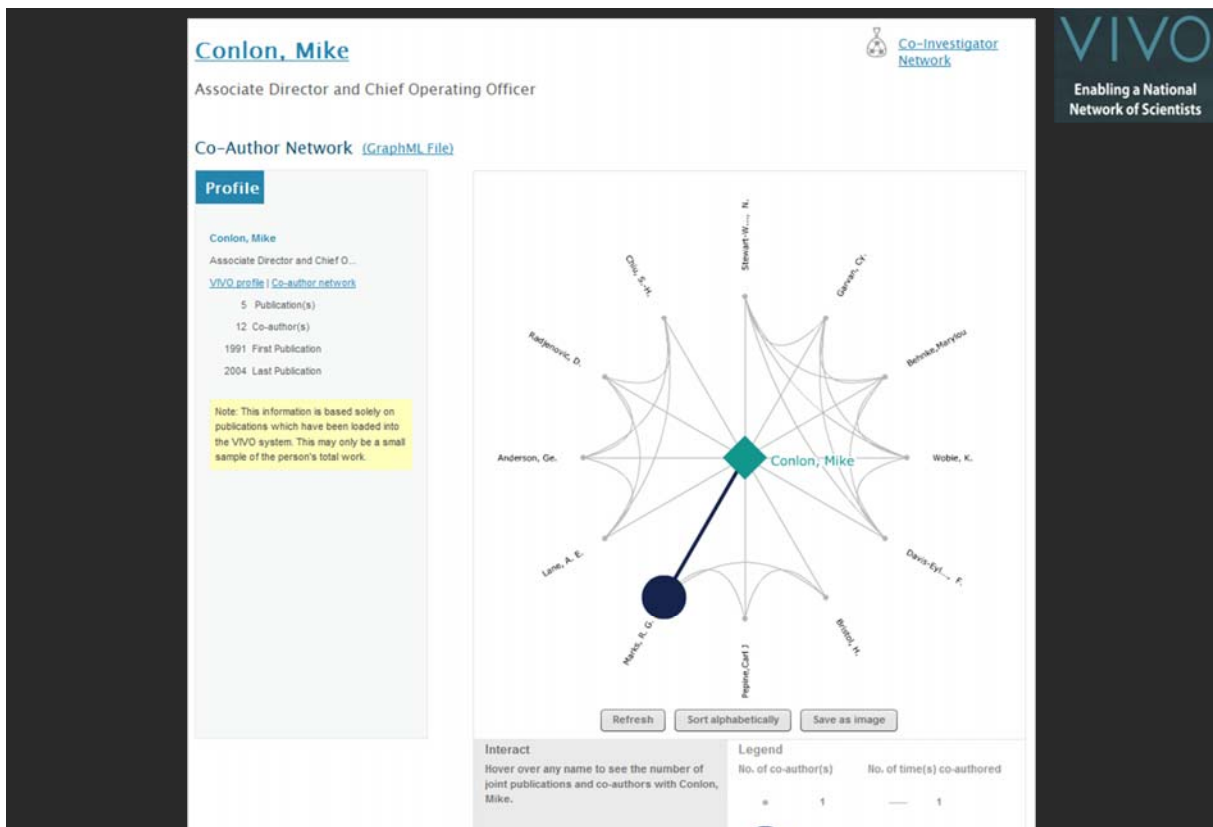 Conlon, Mike
Associate Director and Chief Operating Officer
Co-Investigator
Network
VIVO
Enabling a National
Network of Scientists
Co-Author Network (GraphML File)
Profile
Conlon, Mike
Associate Director and Chief O...
VIVO profile | Co-author network
5 Publication(s)
12 Co-author(s)
1991 First Publication
2004 Last Publication
Note: This information is based solely on
publications which have been loaded into
the VIVO system. This may only be a small
sample of the person's total work.
Stewart-W..., N.
Garvan, Cy.
Behnke,Marylou
Woble, K.
Davis-Eyl..., F.
Bristol, H.
Pepine,Carl J
Marks, R. G.
Lane, A. E.
Anderson, Ge.
Radjenovic, D.
Chiu, S.-H.
Conlon, Mike
Refresh
Sort alphabetically
Save as image
Interact
Hover over any name to see the number of
joint publications and co-authors with Conlon,
Mike.
Legend
No. of co-author(s) No. of time(s) co-authored
1 1